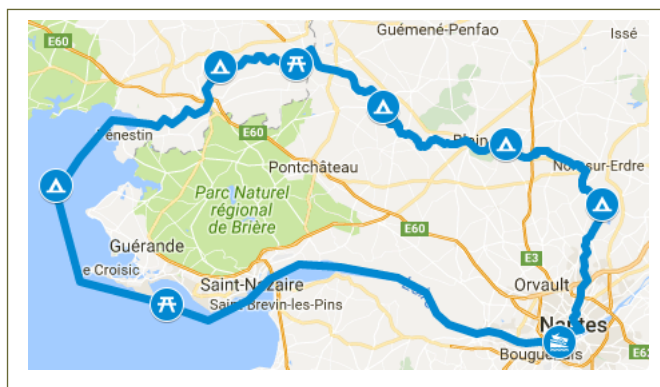 E60
Guémené-Penfao
Issé
E60
Pontchâteau
Parc Naturel
régional
de Brière
Guérande
E60
E3
e Croisic
Saint-Nazaire
Saint-Brevin-les-Pins
Orvault
Nantes
Bouguenais